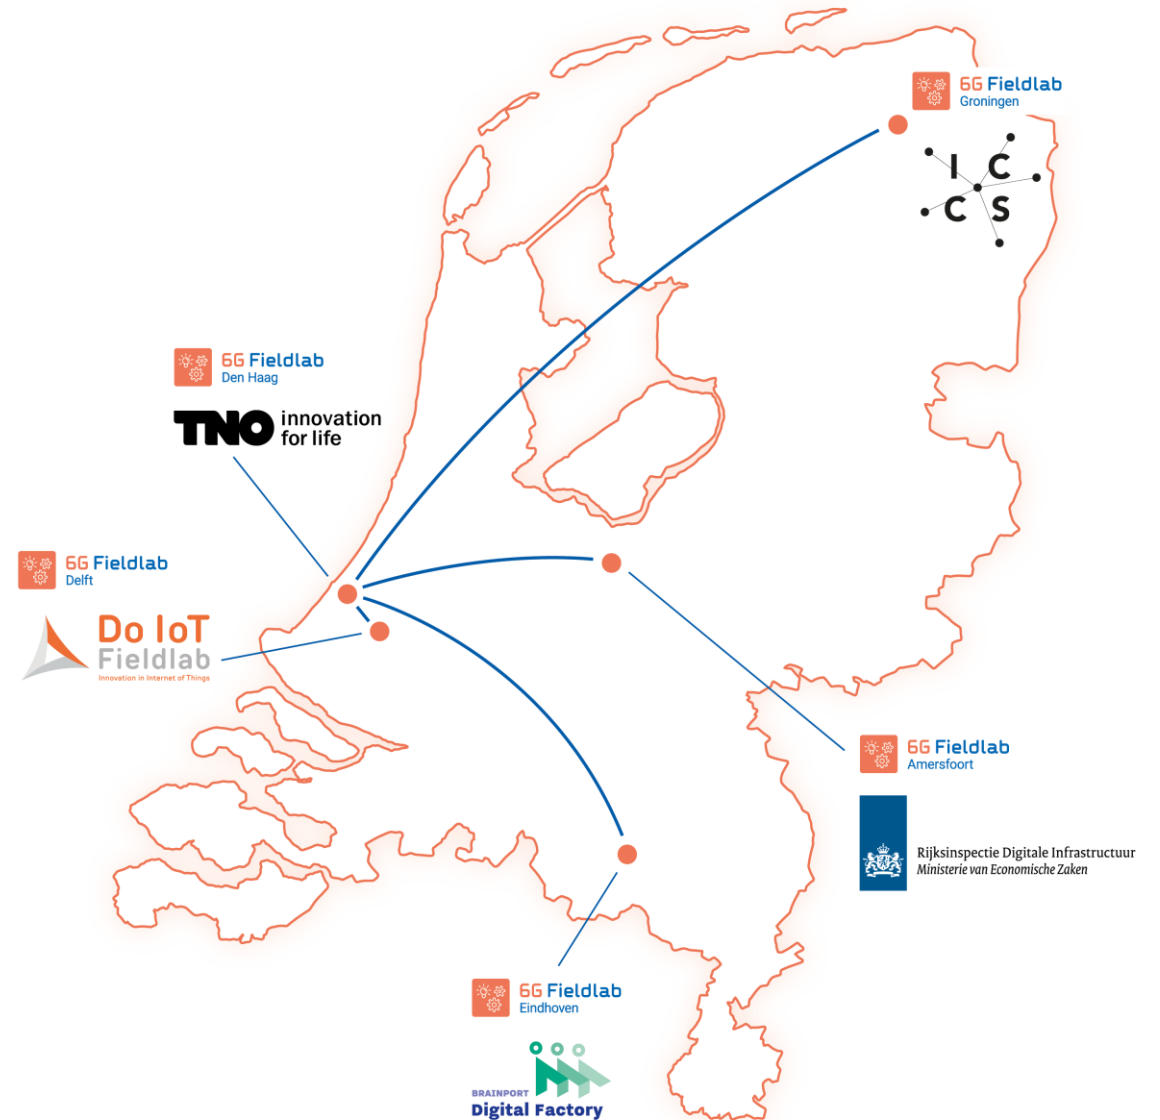 6G Fieldlab
Groningen
I C
C S
6G Fieldlab
Den Haag
TNO innovation
for life
6G Fieldlab
Delft
Do IoT
Fieldlab
Innovation in Internet of Things
6G Fieldlab
Amersfoort
Rijksinspectie Digitale Infrastructuur
Ministerie van Economische Zaken
6G Fieldlab
Eindhoven
BRAINPORT
Digital Factory